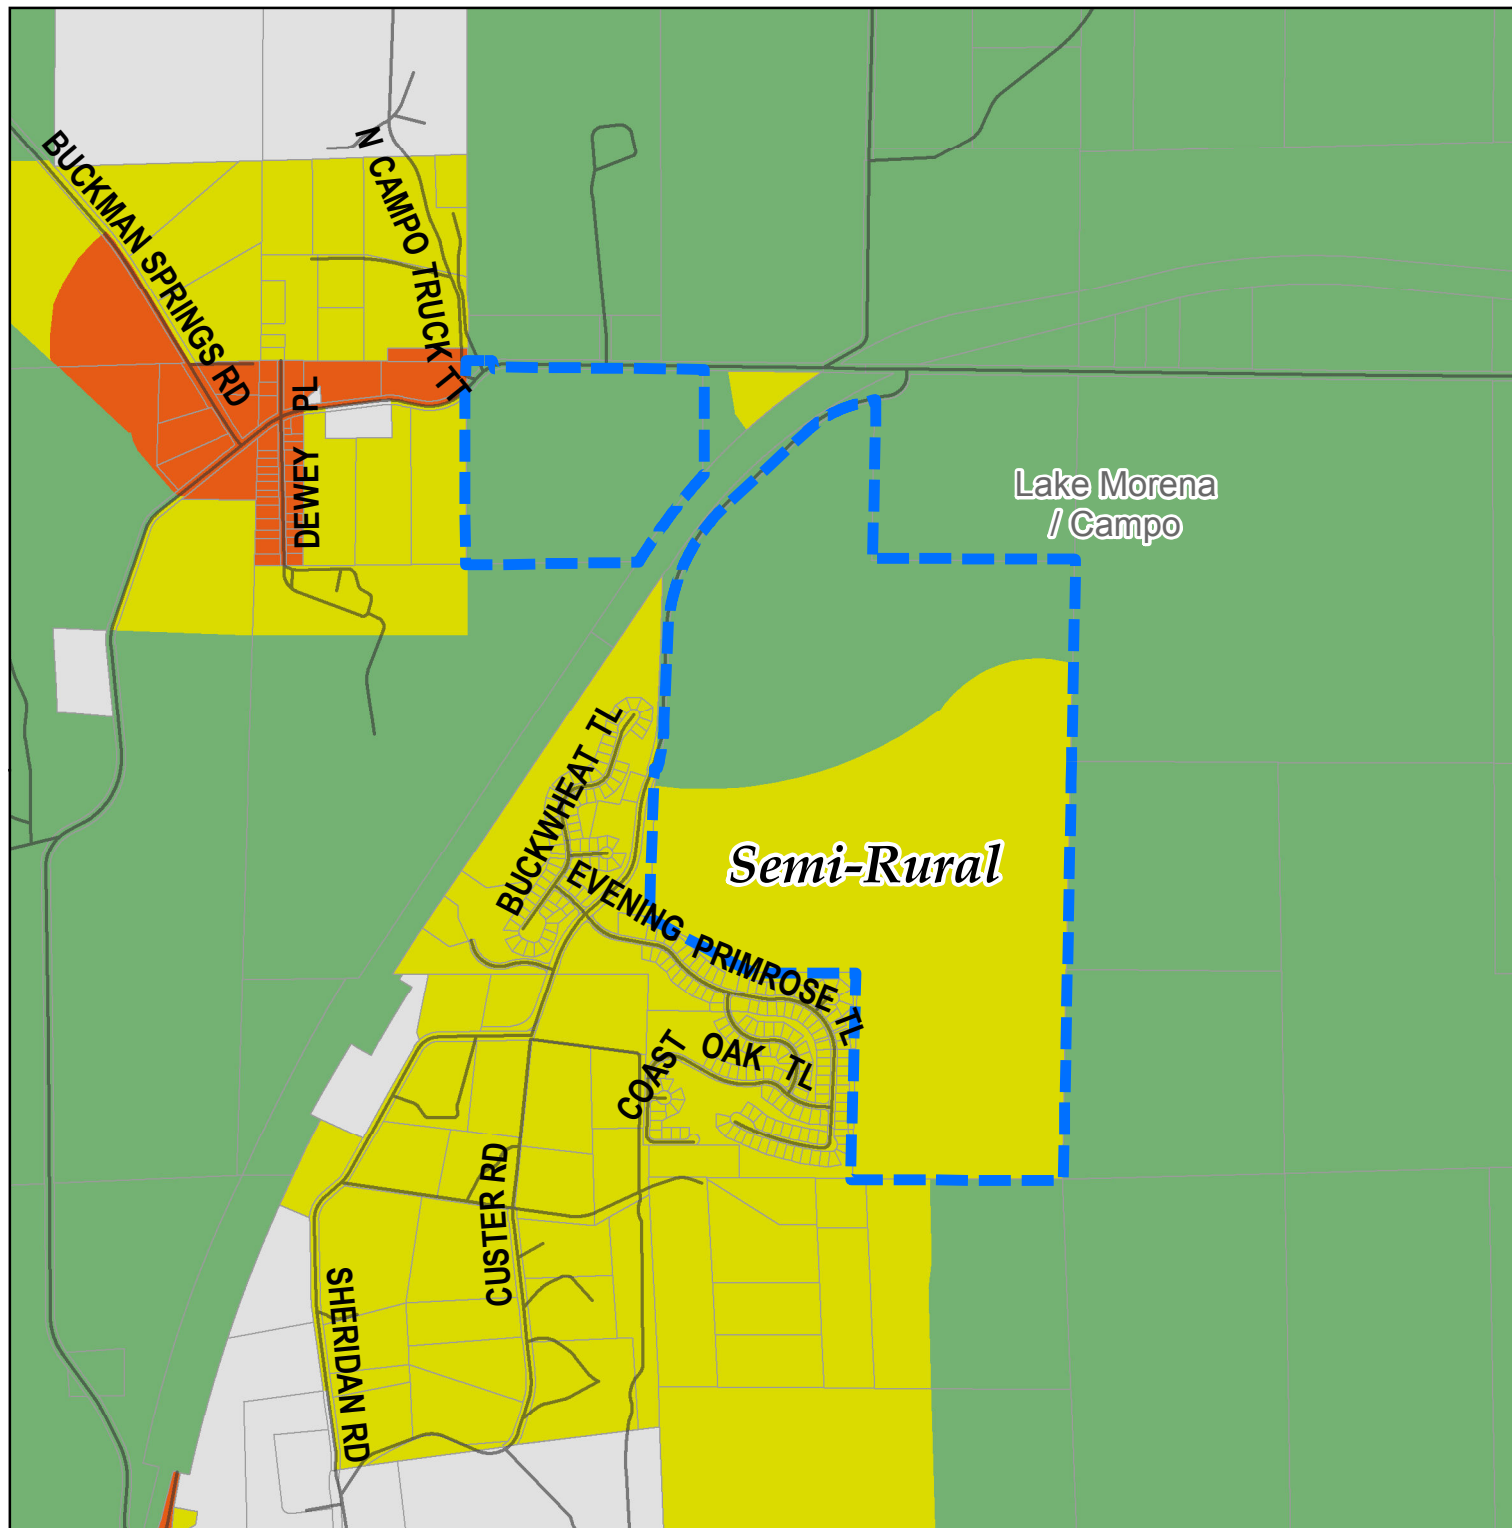 BUCKMAN SPRINGS RD
N CAMPO TRUCK TT
DEWEY PL
Lake Morena
/ Campo
BUCKWHEAT TL
Semi-Rural
EVENING PRIMROSE TL
COAST OAK TL
CUSTER RD
SHERIDAN RD